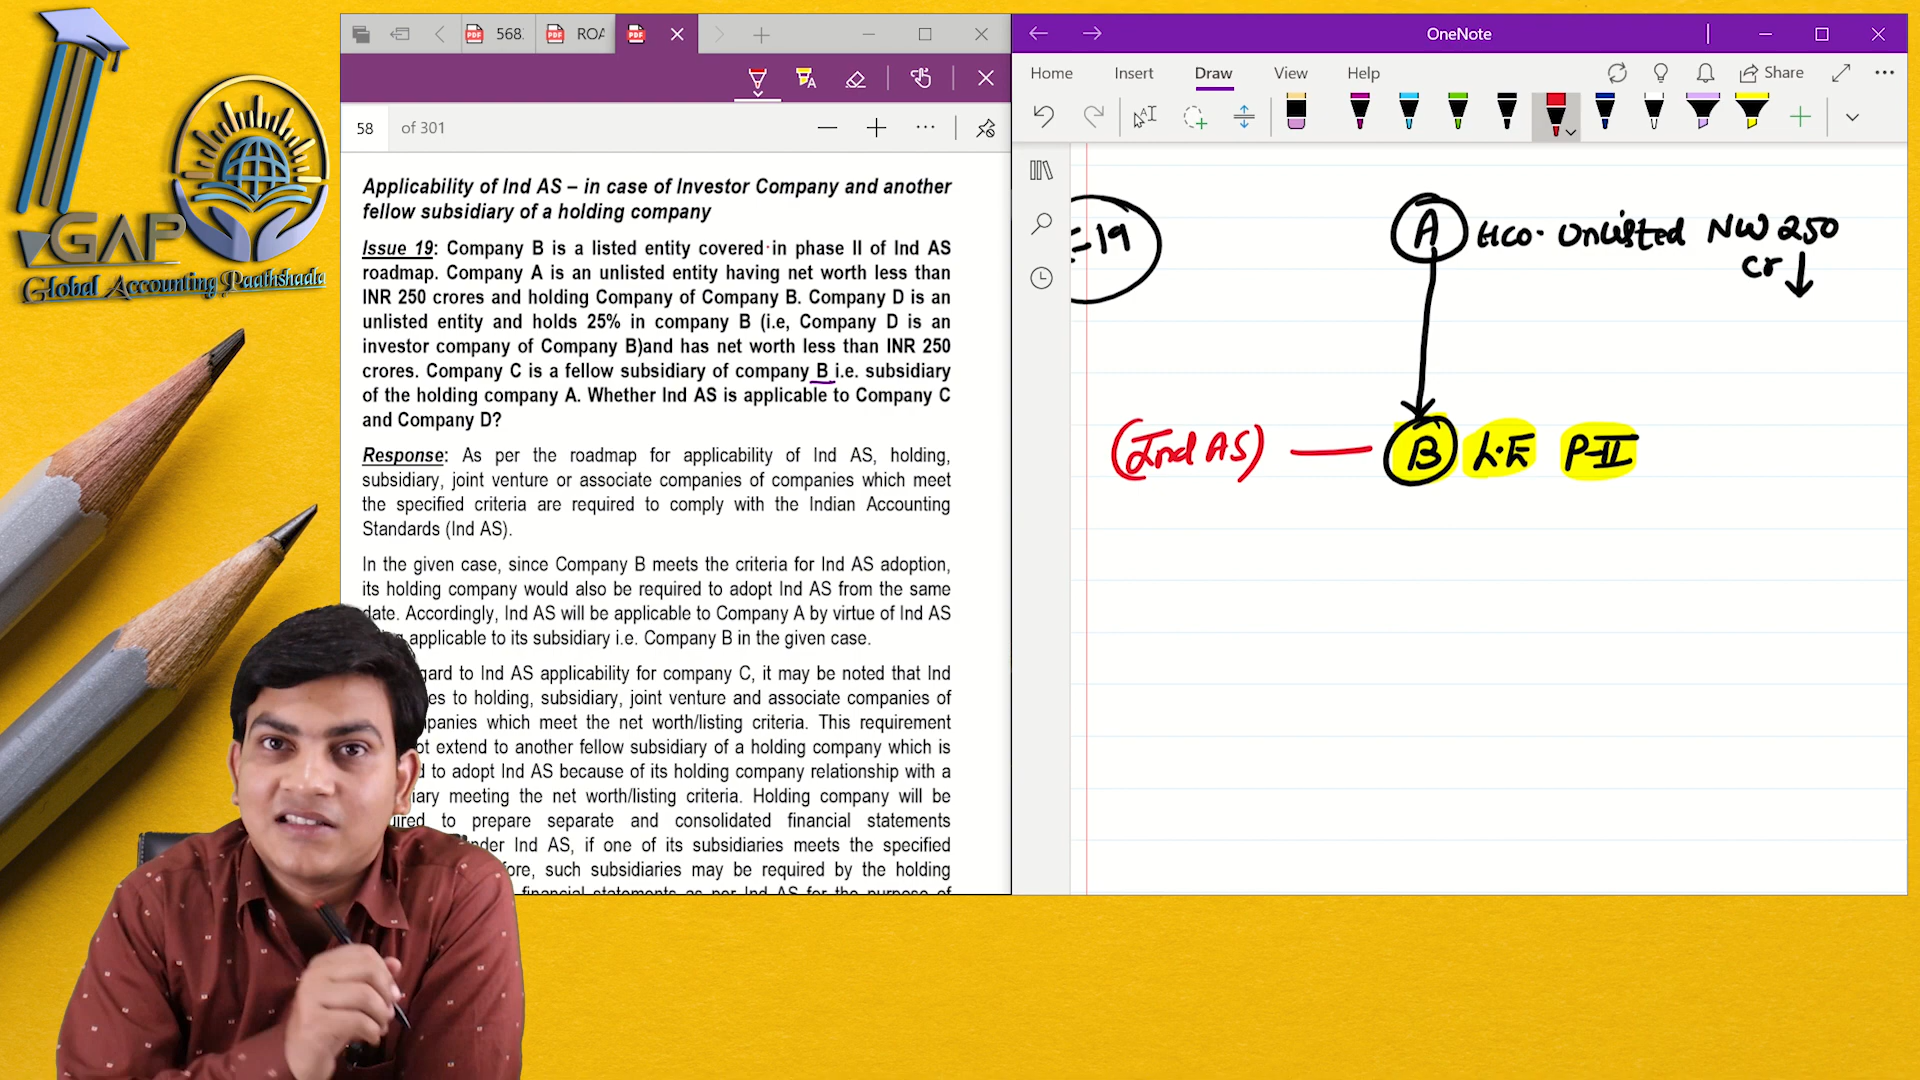 GAP
Global Accounting Paathshada
568
ROA
58 of 301
Applicability of Ind AS – in case of Investor Company and another
fellow subsidiary of a holding company
Issue 19: Company B is a listed entity covered in phase II of Ind AS
roadmap. Company A is an unlisted entity having net worth less than
INR 250 crores and holding Company of Company B. Company D is an
unlisted entity and holds 25% in company B (i.e, Company D is an
investor company of Company B)and has net worth less than INR 250
crores. Company C is a fellow subsidiary of company B i.e. subsidiary
of the holding company A. Whether Ind AS is applicable to Company C
and Company D?
Response: As per the roadmap for applicability of Ind AS, holding,
subsidiary, joint venture or associate companies of companies which meet
the specified criteria are required to comply with the Indian Accounting
Standards (Ind AS).
In the given case, since Company B meets the criteria for Ind AS adoption,
its holding company would also be required to adopt Ind AS from the same
date. Accordingly, Ind AS will be applicable to Company A by virtue of Ind AS
applicable to its subsidiary i.e. Company B in the given case.
gard to Ind AS applicability for company C, it may be noted that Ind
es to holding, subsidiary, joint venture and associate companies of
mpanies which meet the net worth/listing criteria. This requirement
ot extend to another fellow subsidiary of a holding company which is
d to adopt Ind AS because of its holding company relationship with a
iary meeting the net worth/listing criteria. Holding company will be
uired to prepare separate and consolidated financial statements
nder Ind AS, if one of its subsidiaries meets the specified
fore, such subsidiaries may be required by the holding
financial statements as per Ind AS for the purpose of
OneNote
Home Insert Draw View Help
Share
-19
A HCO. Unlisted NW 250
Cr ↓
(Ind AS) — B L.E P-II